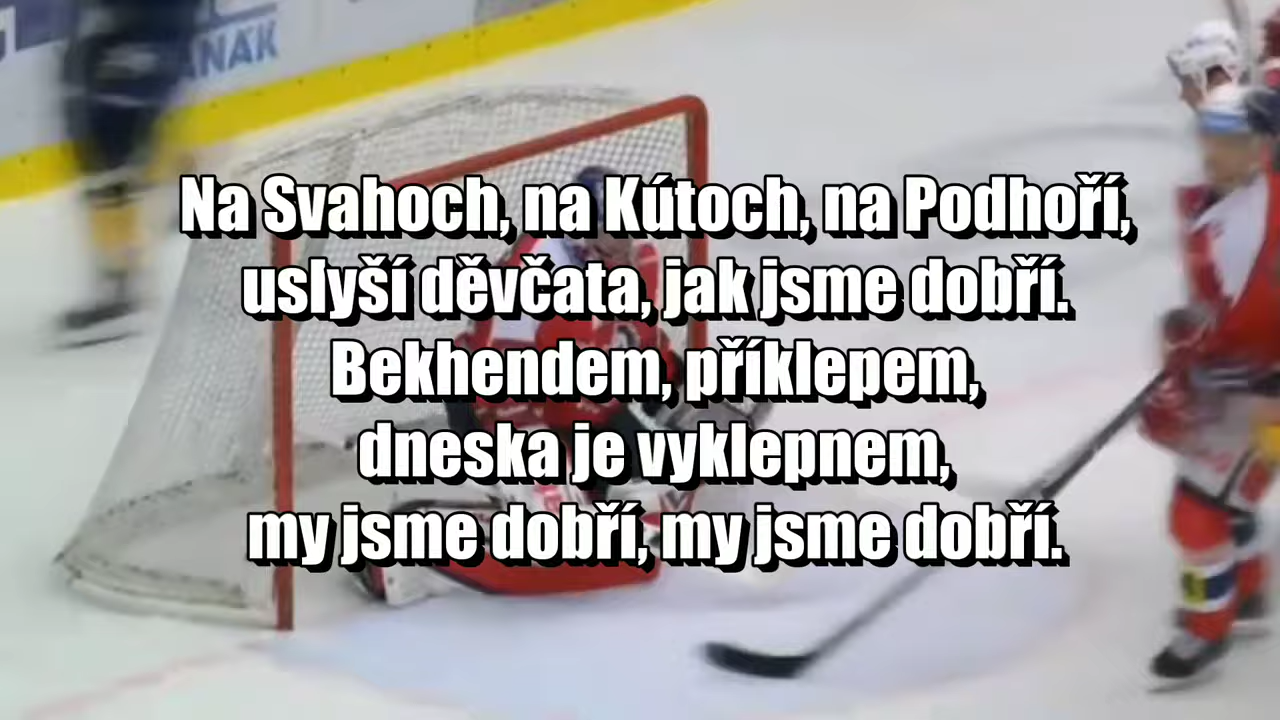 ANÁK
Na Svahoch, na Kútoch, na Podhoří,
uslyší děvčata, jak jsme dobří.
Bekhendem, příklepem,
dneska je vyklepnem,
my jsme dobří, my jsme dobří.